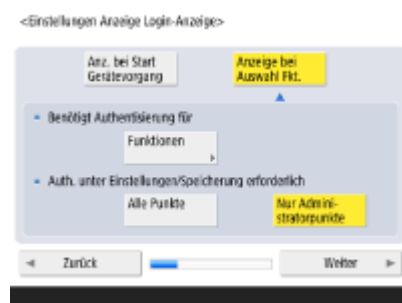 <Einstellungen Anzeige Login-Anzeige>
Anz. bei Start
Gerätevorgang
Anzeige bei
Auswahl Fkt.
Benötigt Authentisierung für
Funktionen
Auth. unter Einstellungen/Speicherung erforderlich
Alle Punkte
Nur Admini-
stratorpunkte
Zurück
Weiter